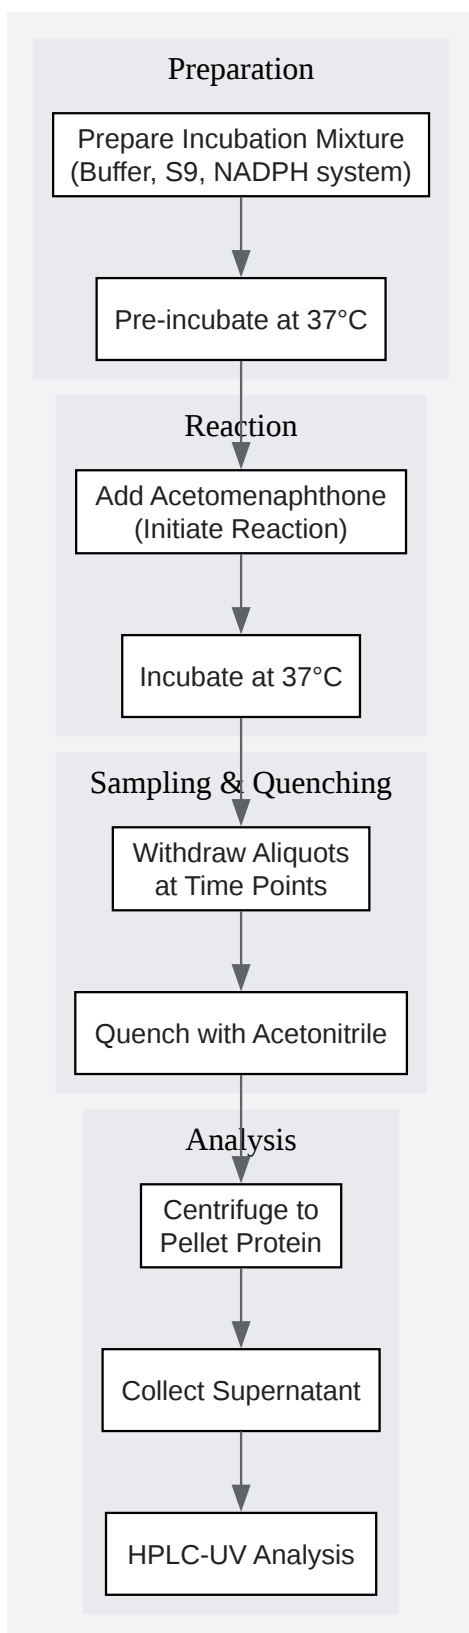 Preparation
Prepare Incubation Mixture
(Buffer, S9, NADPH system)
Pre-incubate at 37°C
Reaction
Add Acetomenaphthone
(Initiate Reaction)
Incubate at 37°C
Sampling & Quenching
Withdraw Aliquots
at Time Points
Quench with Acetonitrile
Analysis
Centrifuge to
Pellet Protein
Collect Supernatant
HPLC-UV Analysis